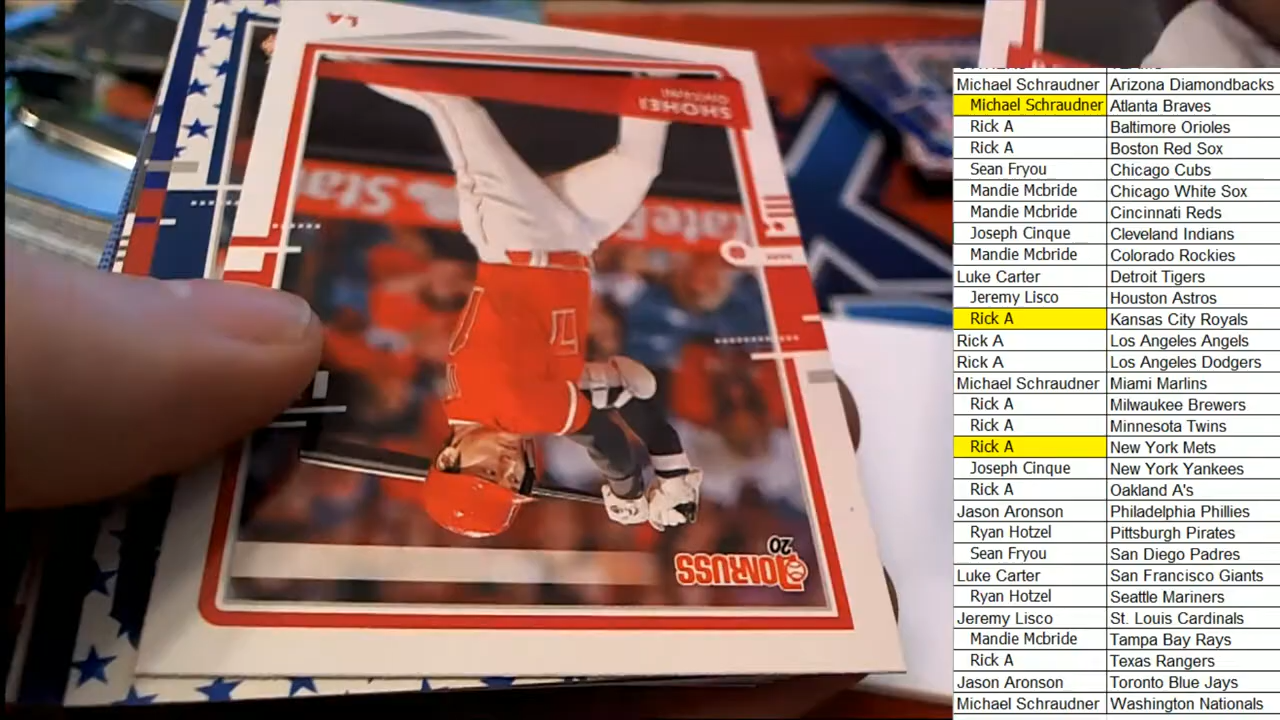 LA
SHOHEI
OHTANI
State Fa
Sta
DONRUSS
20
Michael Schraudner Arizona Diamondbacks
Michael Schraudner Atlanta Braves
Rick A Baltimore Orioles
Rick A Boston Red Sox
Sean Fryou Chicago Cubs
Mandie Mcbride Chicago White Sox
Mandie Mcbride Cincinnati Reds
Joseph Cinque Cleveland Indians
Mandie Mcbride Colorado Rockies
Luke Carter Detroit Tigers
Jeremy Lisco Houston Astros
Rick A Kansas City Royals
Rick A Los Angeles Angels
Rick A Los Angeles Dodgers
Michael Schraudner Miami Marlins
Rick A Milwaukee Brewers
Rick A Minnesota Twins
Rick A New York Mets
Joseph Cinque New York Yankees
Rick A Oakland A's
Jason Aronson Philadelphia Phillies
Ryan Hotzel Pittsburgh Pirates
Sean Fryou San Diego Padres
Luke Carter San Francisco Giants
Ryan Hotzel Seattle Mariners
Jeremy Lisco St. Louis Cardinals
Mandie Mcbride Tampa Bay Rays
Rick A Texas Rangers
Jason Aronson Toronto Blue Jays
Michael Schraudner Washington Nationals